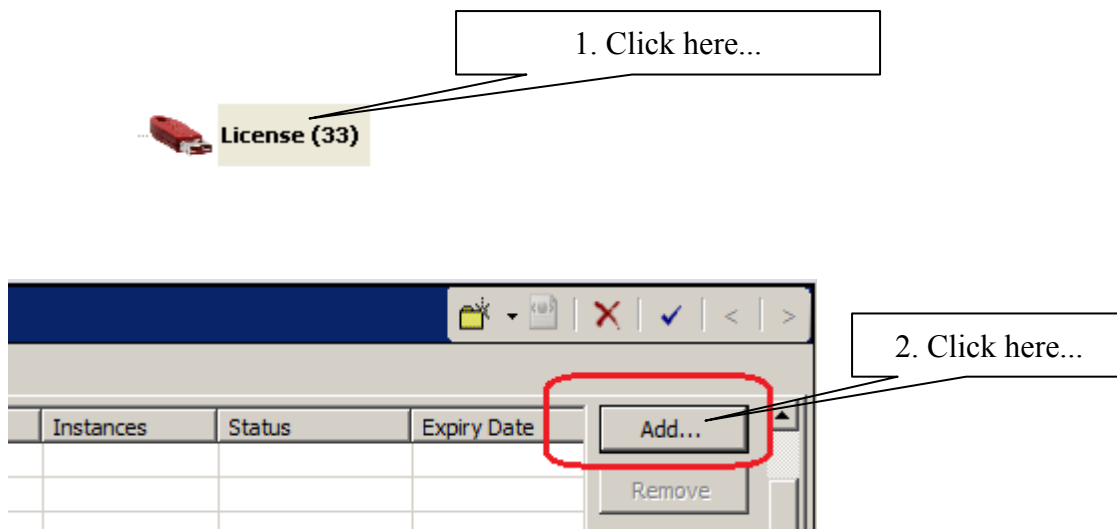 1. Click here...
License (33)
< >
2. Click here...
Instances Status Expiry Date Add...
Remove